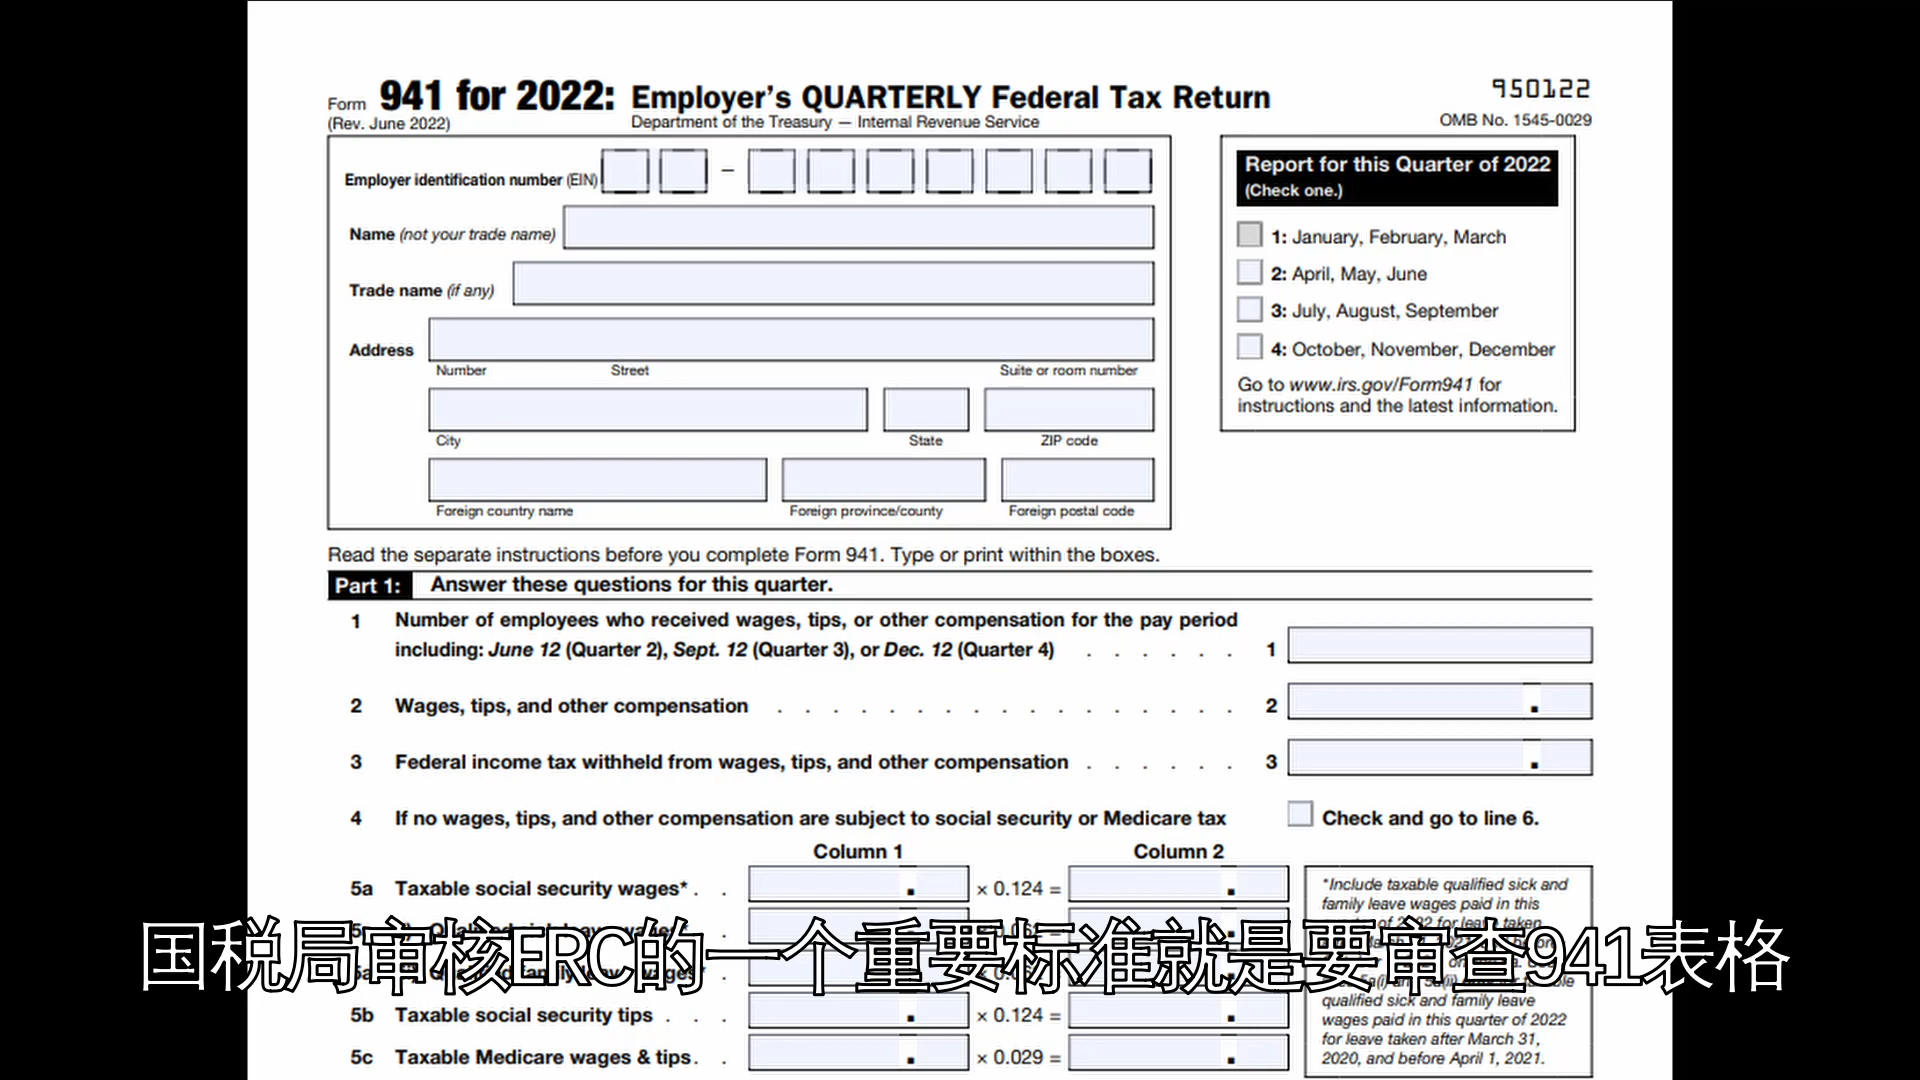 Form 941 for 2022: Employer's QUARTERLY Federal Tax Return
950122
(Rev. June 2022)
Department of the Treasury — Internal Revenue Service
OMB No. 1545-0029
Employer identification number (EIN)
–
Name (not your trade name)
Trade name (if any)
Address
Number Street Suite or room number
City State ZIP code
Foreign country name Foreign province/county Foreign postal code
Report for this Quarter of 2022
(Check one.)
1: January, February, March
2: April, May, June
3: July, August, September
4: October, November, December
Go to www.irs.gov/Form941 for
instructions and the latest information.
Read the separate instructions before you complete Form 941. Type or print within the boxes.
Part 1: Answer these questions for this quarter.
1 Number of employees who received wages, tips, or other compensation for the pay period
including: June 12 (Quarter 2), Sept. 12 (Quarter 3), or Dec. 12 (Quarter 4) . . . . . . 1
2 Wages, tips, and other compensation . . . . . . . . . . . . . . . . . 2 .
3 Federal income tax withheld from wages, tips, and other compensation . . . . . . 3 .
4 If no wages, tips, and other compensation are subject to social security or Medicare tax Check and go to line 6.
Column 1 Column 2
5a Taxable social security wages* . . . × 0.124 = .
国税局审核ERC的一个重要标准就是要审查941表格
5b Taxable social security tips . . . . × 0.124 = .
5c Taxable Medicare wages & tips . . . × 0.029 = .
*Include taxable qualified sick and
family leave wages paid in this
of 2022 for leave taken
qualified sick and family leave
wages paid in this quarter of 2022
for leave taken after March 31,
2020, and before April 1, 2021.